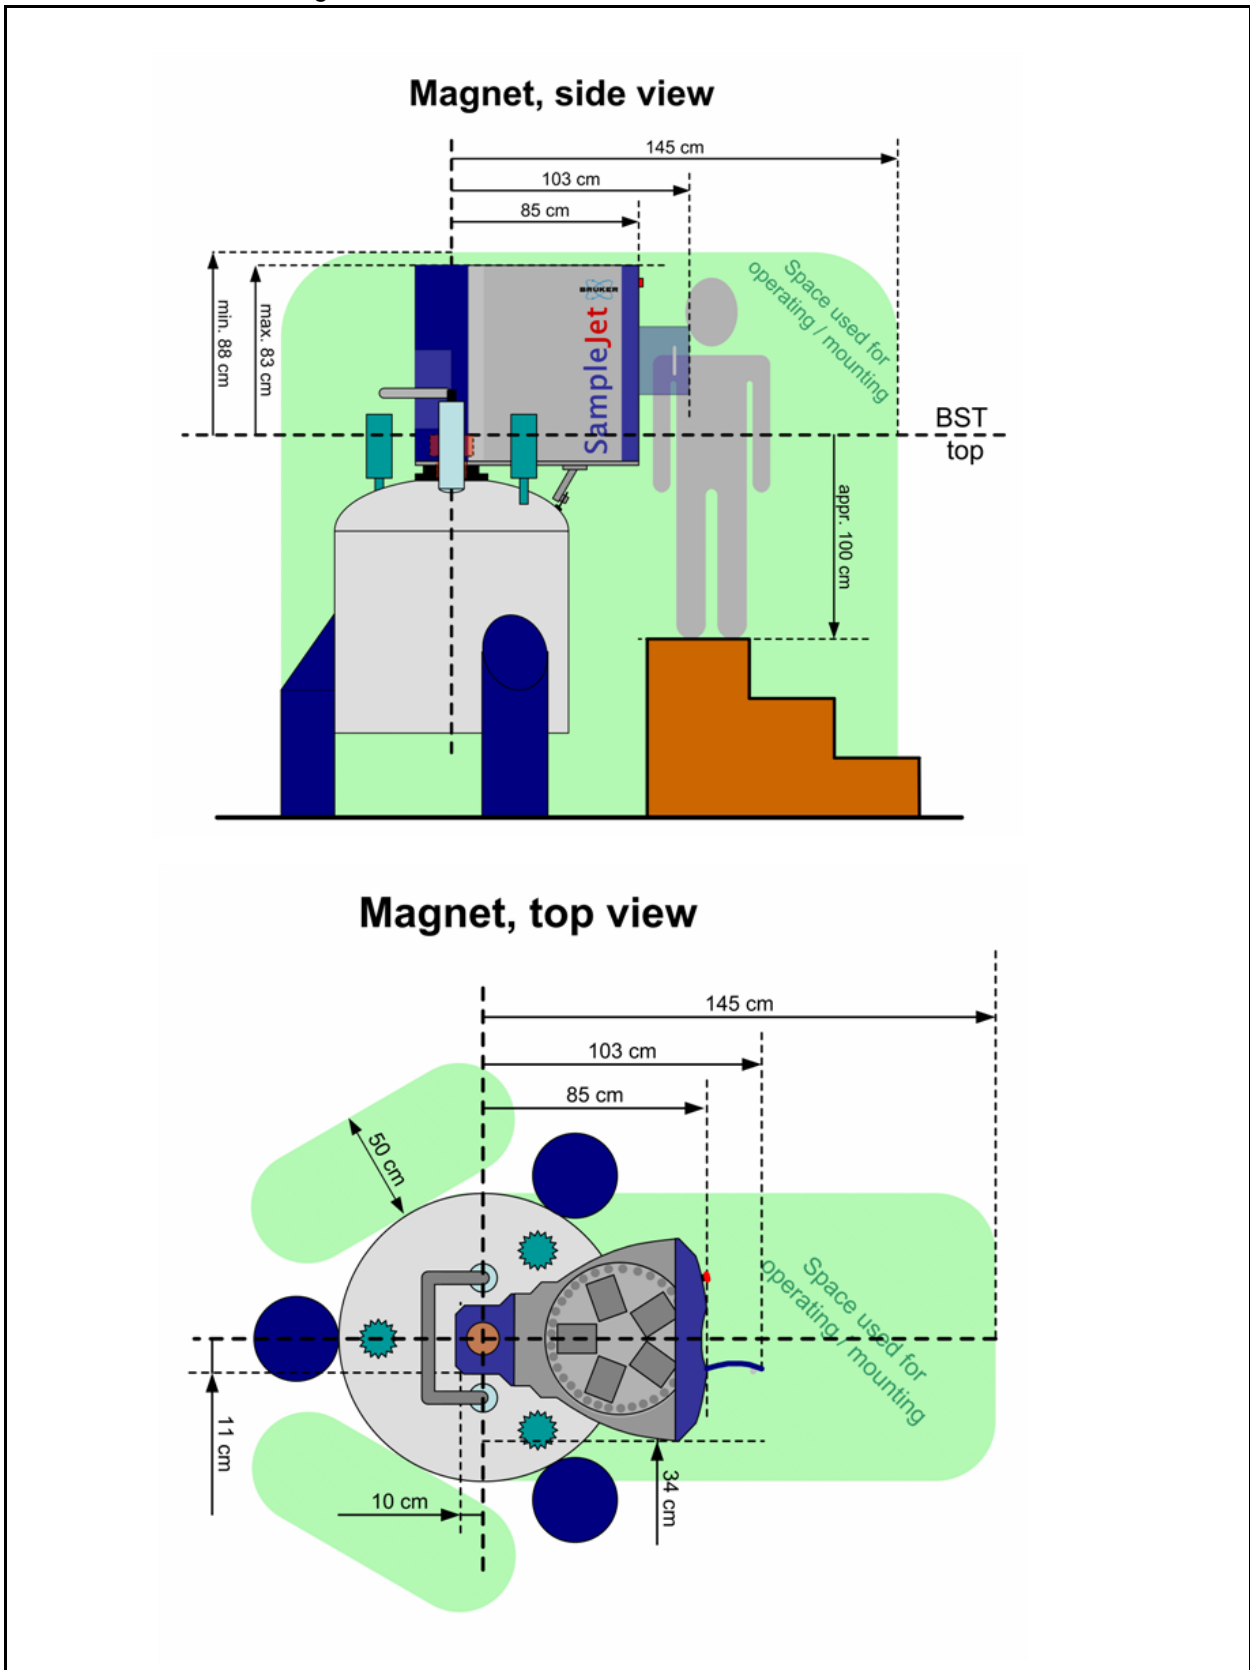 Magnet, side view
145 cm
103 cm
85 cm
min. 88 cm
max. 83 cm
BRUKER
SampleJet
Space used for
operating / mounting
BST
top
appr. 100 cm
Magnet, top view
145 cm
103 cm
85 cm
50 cm
Space used for
operating / mounting
11 cm
10 cm
34 cm